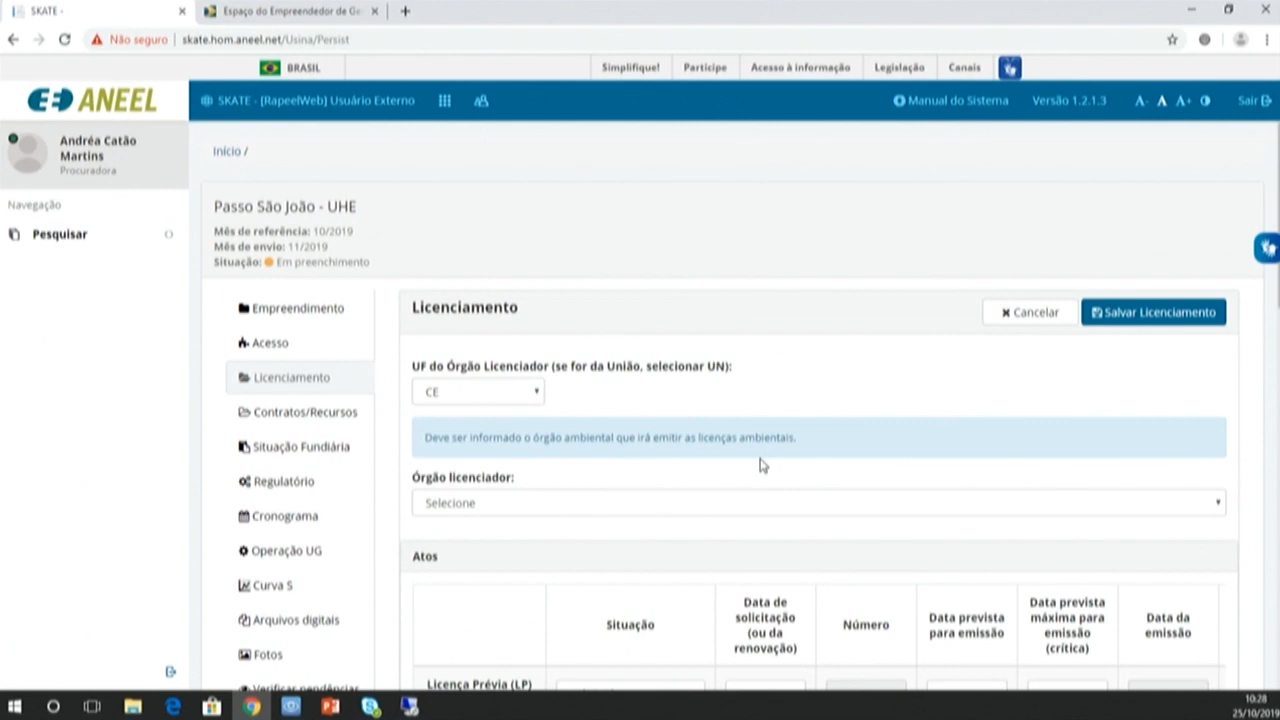 SKATE -
Espaço do Empreendedor de Ge
Não seguro
skate.hom.aneel.net/Usina/Persist
BRASIL
Simplifique!
Participe
Acesso à informação
Legislação
Canais
ANEEL
SKATE - [RapeelWeb] Usuário Externo
Manual do Sistema
Versão 1.2.1.3
A-
A
A+
Sair
Andréa Catão
Martins
Procuradora
Início /
Navegação
Pesquisar
Passo São João - UHE
Mês de referência: 10/2019
Mês de envio: 11/2019
Situação: Em preenchimento
Empreendimento
Acesso
Licenciamento
Contratos/Recursos
Situação Fundiária
Regulatório
Cronograma
Operação UG
Curva S
Arquivos digitais
Fotos
Verificar pendências
Licenciamento
Cancelar
Salvar Licenciamento
UF do Órgão Licenciador (se for da União, selecionar UN):
CE
Deve ser informado o órgão ambiental que irá emitir as licenças ambientais.
Órgão licenciador:
Selecione
Atos
Situação
Data de
solicitação
(ou da
renovação)
Número
Data prevista
para emissão
Data prevista
máxima para
emissão
(crítica)
Data da
emissão
Licença Prévia (LP)
10:28
25/10/2019